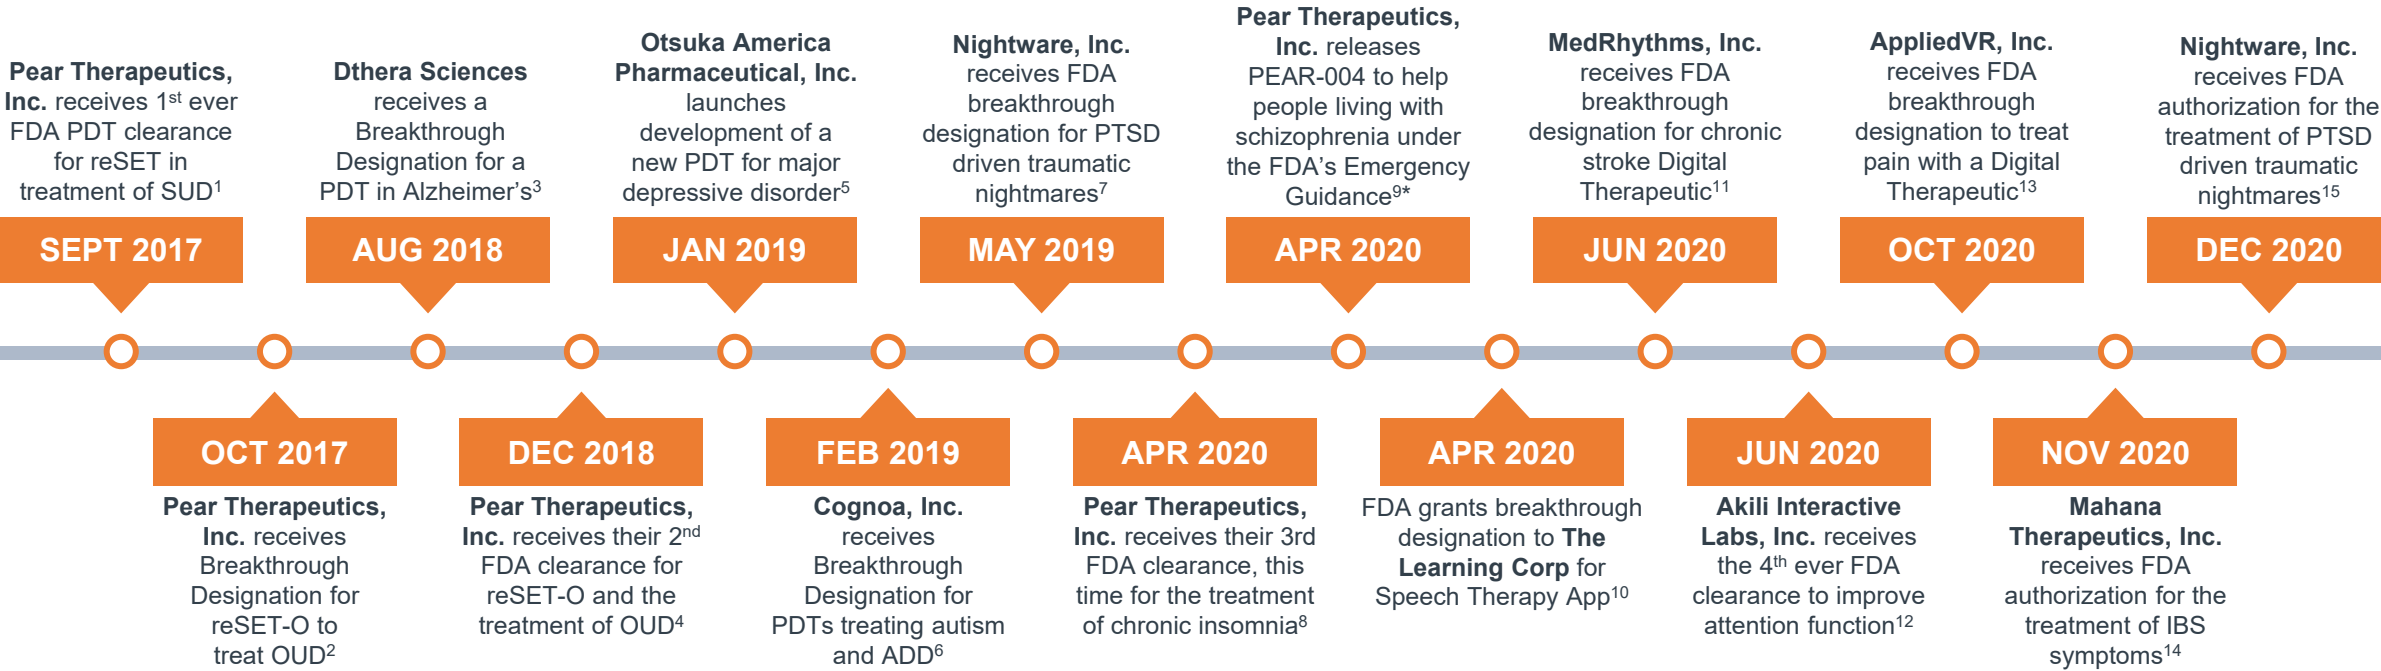 Pear Therapeutics,
Inc. receives 1st ever
FDA PDT clearance
for reSET in
treatment of SUD1
SEPT 2017
Pear Therapeutics,
Inc. receives
Breakthrough
Designation for
reSET-O to
treat OUD2
OCT 2017
Dthera Sciences
receives a
Breakthrough
Designation for a
PDT in Alzheimer's3
AUG 2018
DEC 2018
Pear Therapeutics,
Inc. receives their 2nd
FDA clearance for
reSET-O and the
treatment of OUD4
Otsuka America
Pharmaceutical, Inc.
launches
development of a
new PDT for major
depressive disorder5
JAN 2019
FEB 2019
Cognoa, Inc.
receives
Breakthrough
Designation for
PDTs treating autism
and ADD6
Nightware, Inc.
receives FDA
breakthrough
designation for PTSD
driven traumatic
nightmares7
MAY 2019
APR 2020
Pear Therapeutics,
Inc. receives their 3rd
FDA clearance, this
time for the treatment
of chronic insomnia8
Pear Therapeutics,
Inc. releases
PEAR-004 to help
people living with
schizophrenia under
the FDA's Emergency
Guidance9*
APR 2020
APR 2020
FDA grants breakthrough
designation to The
Learning Corp for
Speech Therapy App10
MedRhythms, Inc.
receives FDA
breakthrough
designation for chronic
stroke Digital
Therapeutic11
JUN 2020
JUN 2020
Akili Interactive
Labs, Inc. receives
the 4th ever FDA
clearance to improve
attention function12
AppliedVR, Inc.
receives FDA
breakthrough
designation to treat
pain with a Digital
Therapeutic13
OCT 2020
NOV 2020
Mahana
Therapeutics, Inc.
receives FDA
authorization for the
treatment of IBS
symptoms14
Nightware, Inc.
receives FDA
authorization for the
treatment of PTSD
driven traumatic
nightmares15
DEC 2020